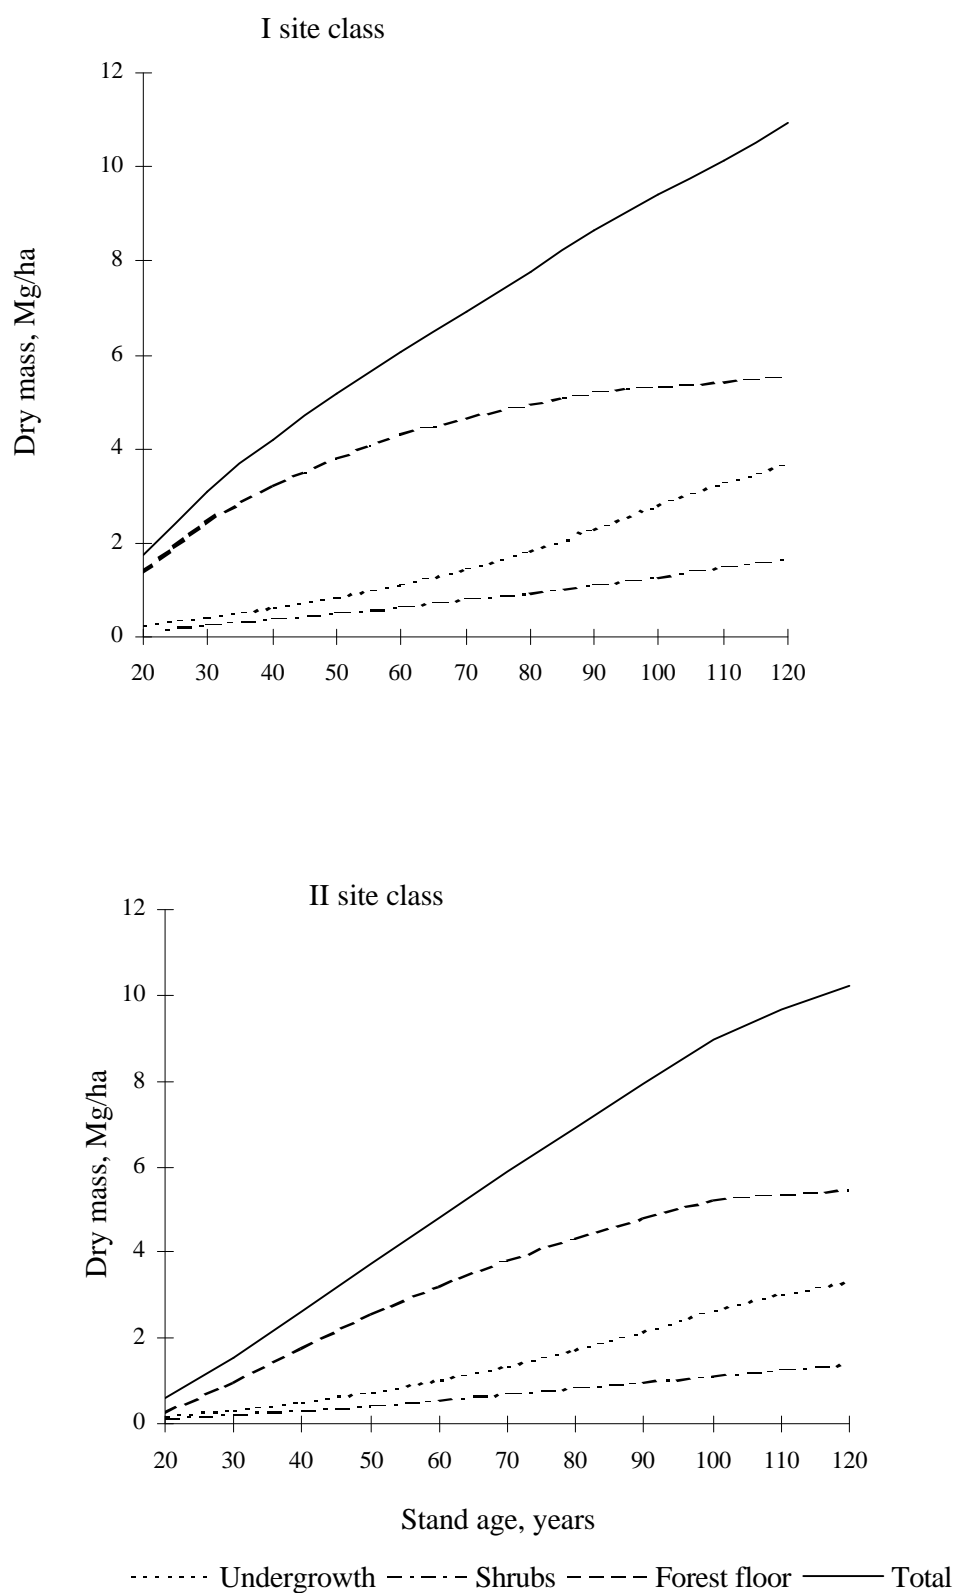 I site class
12
10
8
6
4
2
0
Dry mass, Mg/ha
20 30 40 50 60 70 80 90 100 110 120
II site class
12
10
8
6
4
2
0
Dry mass, Mg/ha
20 30 40 50 60 70 80 90 100 110 120
Stand age, years
Undergrowth Shrubs Forest floor Total